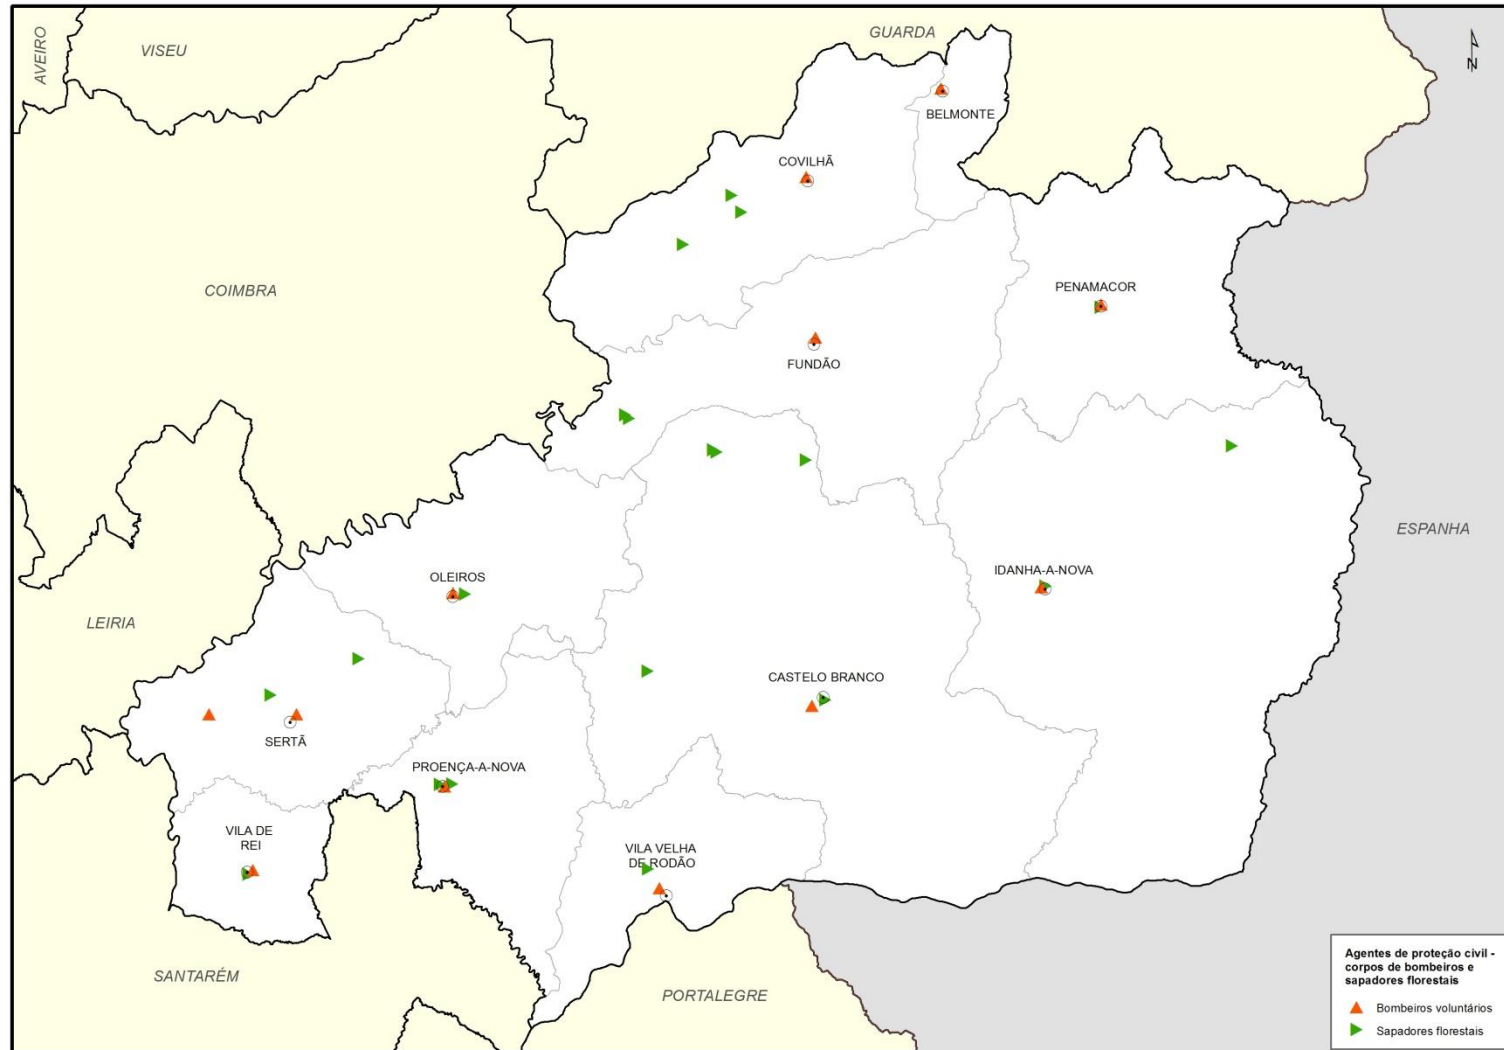 AVEIRO
VISEU
GUARDA
N
BELMONTE
COVILHÃ
COIMBRA
PENAMACOR
FUNDÃO
ESPANHA
IDANHA-A-NOVA
OLEIROS
LEIRIA
CASTELO BRANCO
SERTÃ
PROENÇA-A-NOVA
VILA DE
REI
VILA VELHA
DE RODÃO
SANTARÉM
PORTALEGRE
Agentes de proteção civil -
corpos de bombeiros e
sapadores florestais
Bombeiros voluntários
Sapadores florestais